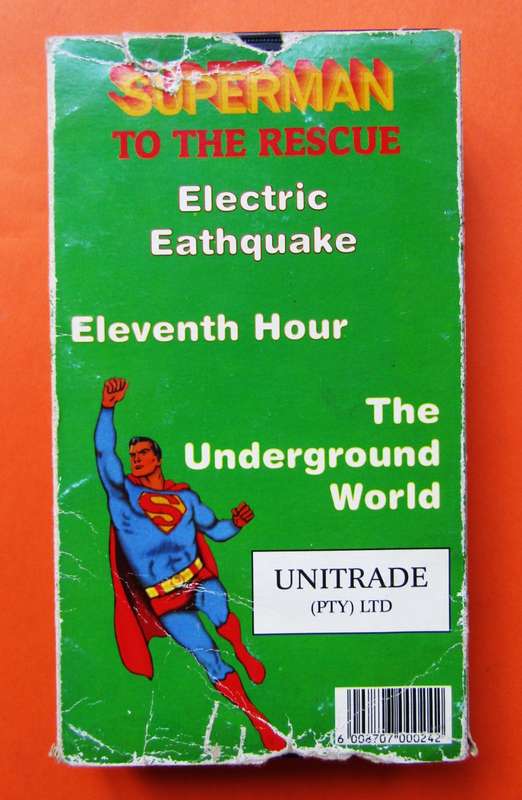 SUPERMAN
TO THE RESCUE
Electric
Eathquake
Eleventh Hour
The
Underground
World
S
UNITRADE
(PTY) LTD
6 008707 000242